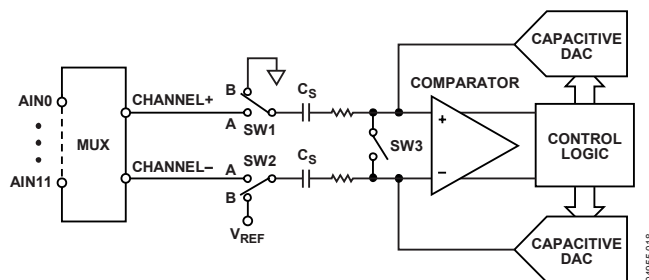 CAPACITIVE
DAC
COMPARATOR
B
CS
AIN0
CHANNEL+
A
SW1
+
MUX
SW3
CONTROL
LOGIC
CHANNEL–
A
SW2
CS
–
AIN11
B
VREF
CAPACITIVE
DAC